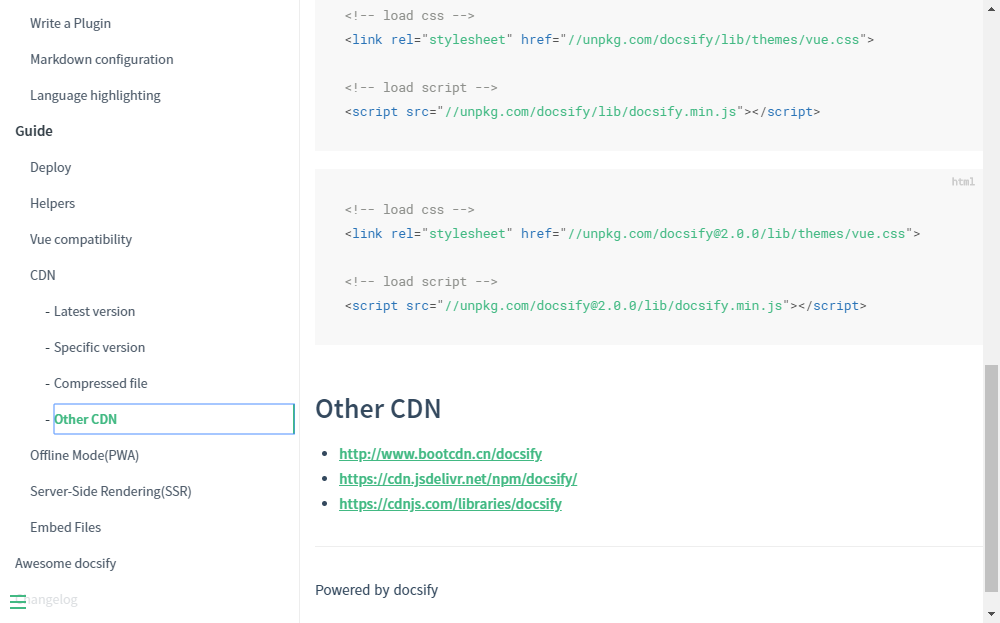 Write a Plugin
Markdown configuration
Language highlighting
Guide
Deploy
Helpers
Vue compatibility
CDN
- Latest version
- Specific version
- Compressed file
- Other CDN
Offline Mode(PWA)
Server-Side Rendering(SSR)
Embed Files
Awesome docsify
Changelog
<!-- load css -->
<link rel="stylesheet" href="//unpkg.com/docsify/lib/themes/vue.css">
<!-- load script -->
<script src="//unpkg.com/docsify/lib/docsify.min.js"></script>
html
<!-- load css -->
<link rel="stylesheet" href="//unpkg.com/docsify@2.0.0/lib/themes/vue.css">
<!-- load script -->
<script src="//unpkg.com/docsify@2.0.0/lib/docsify.min.js"></script>
Other CDN
http://www.bootcdn.cn/docsify
https://cdn.jsdelivr.net/npm/docsify/
https://cdnjs.com/libraries/docsify
Powered by docsify